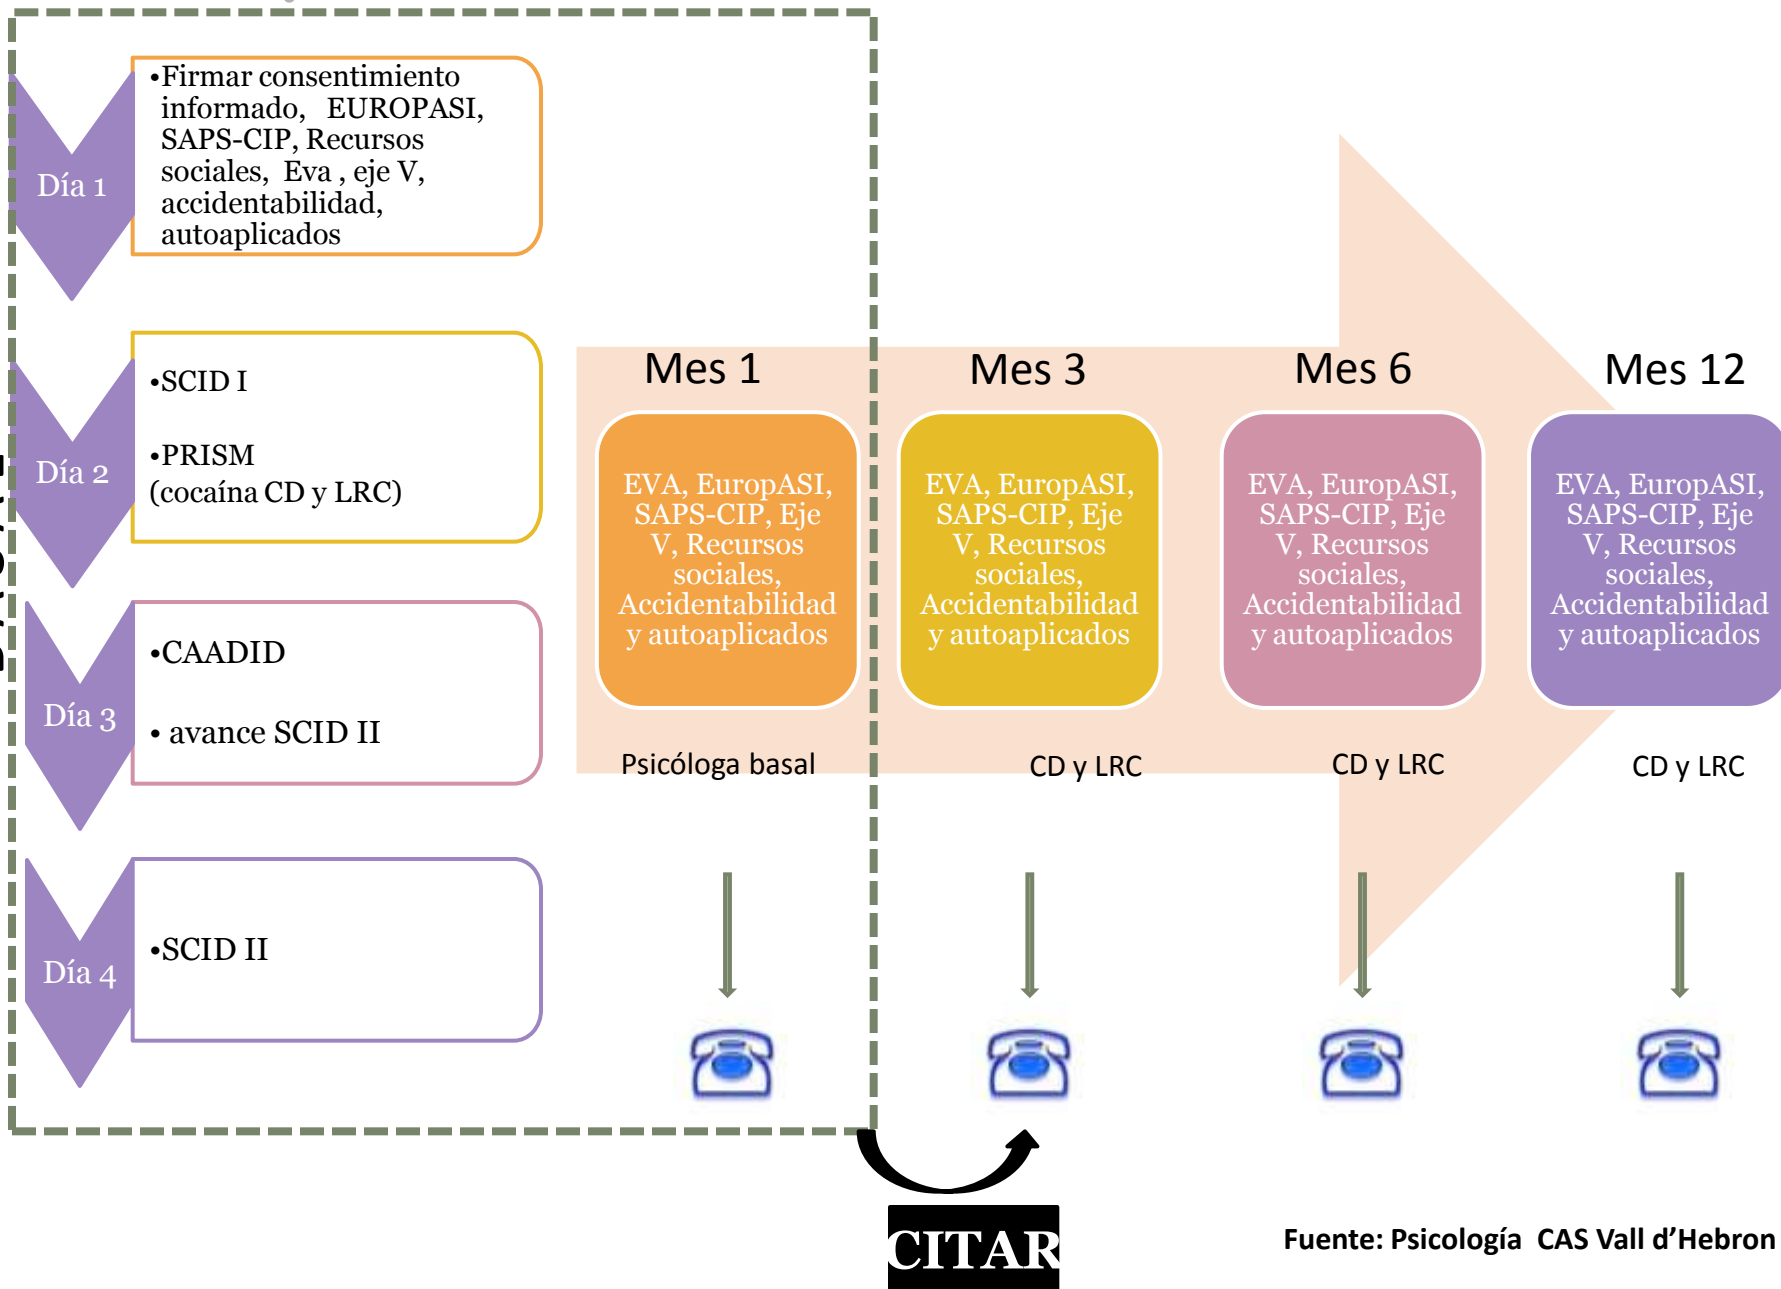 Día 1
•Firmar consentimiento
informado, EUROPASI,
SAPS-CIP, Recursos
sociales, Eva , eje V,
accidentabilidad,
autoaplicados
Día 2
•SCID I
•PRISM
(cocaína CD y LRC)
Día 3
•CAADID
• avance SCID II
Día 4
•SCID II
Mes 1
EVA, EuropASI,
SAPS-CIP, Eje
V, Recursos
sociales,
Accidentabilidad
y autoaplicados
Psicóloga basal
Mes 3
EVA, EuropASI,
SAPS-CIP, Eje
V, Recursos
sociales,
Accidentabilidad
y autoaplicados
CD y LRC
Mes 6
EVA, EuropASI,
SAPS-CIP, Eje
V, Recursos
sociales,
Accidentabilidad
y autoaplicados
CD y LRC
Mes 12
EVA, EuropASI,
SAPS-CIP, Eje
V, Recursos
sociales,
Accidentabilidad
y autoaplicados
CD y LRC
CITAR
Fuente: Psicología CAS Vall d’Hebron